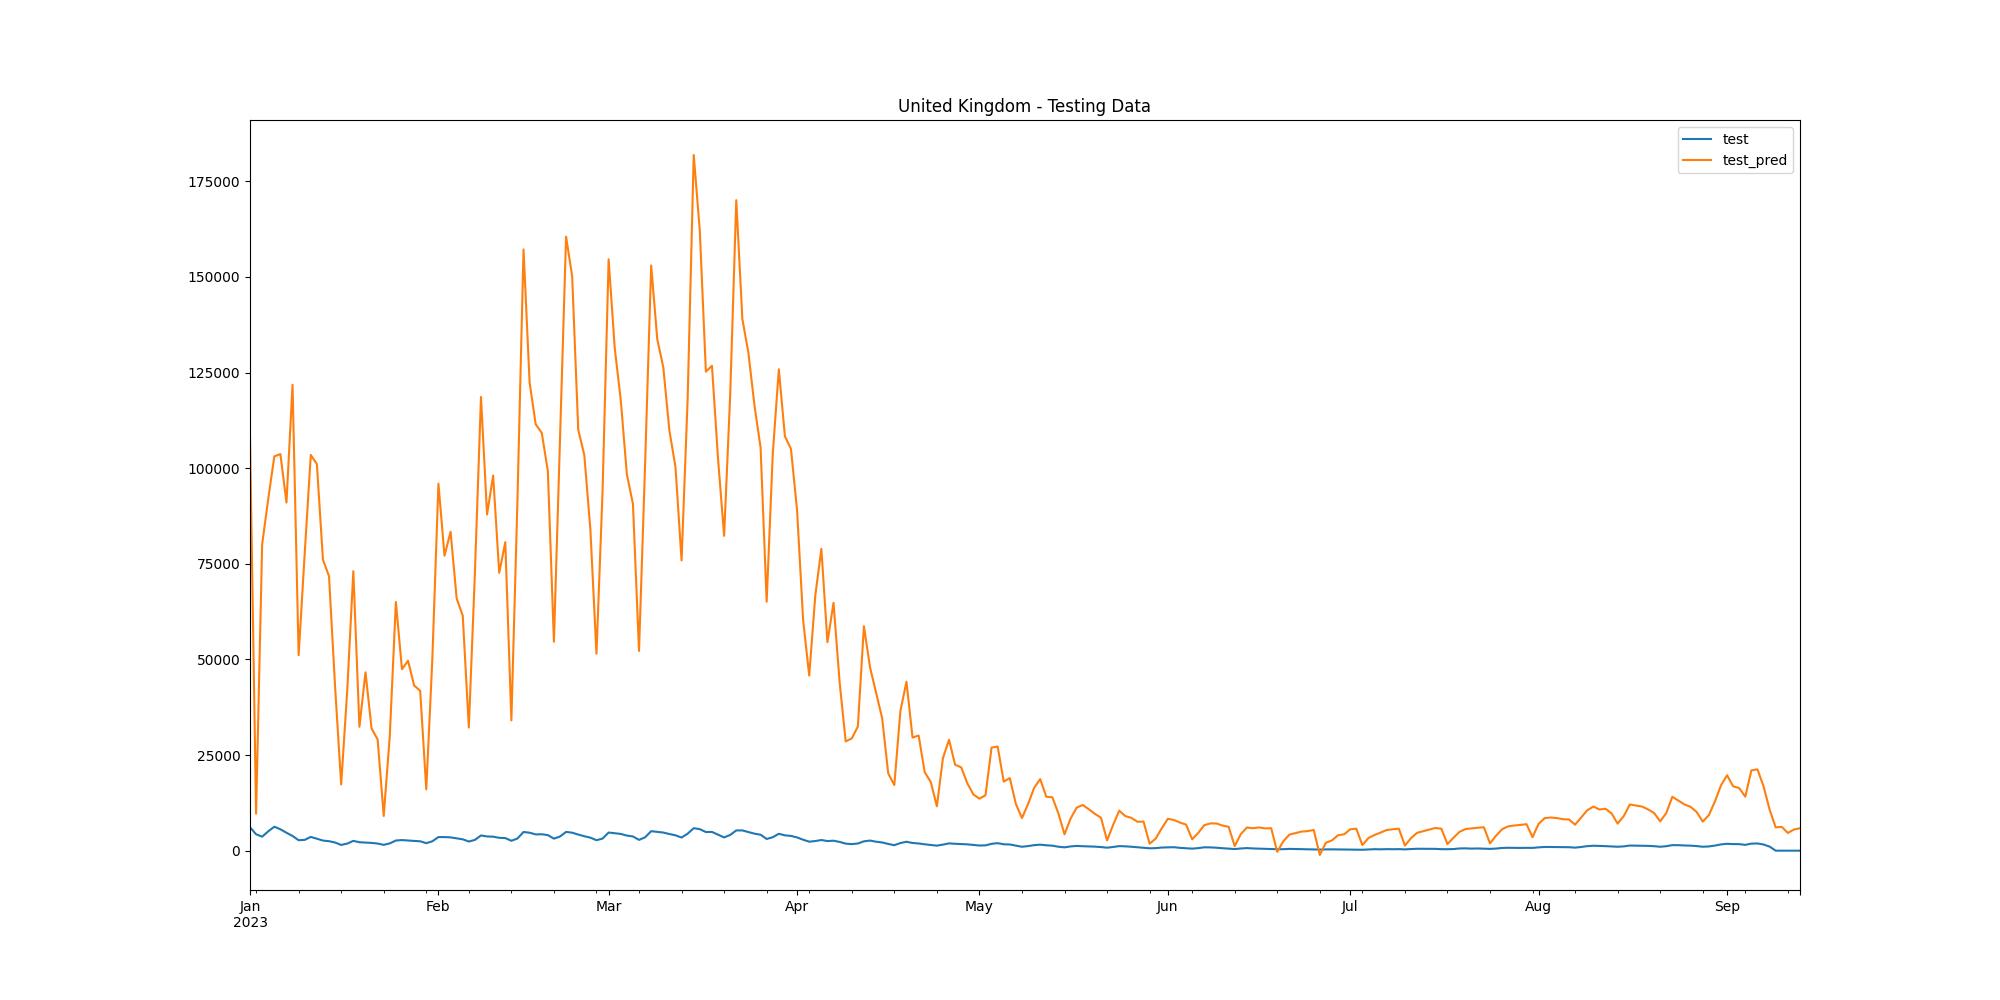 United Kingdom - Testing Data
test
test_pred
175000
150000
125000
100000
75000
50000
25000
0
Jan Feb Mar Apr May Jun Jul Aug Sep
2023